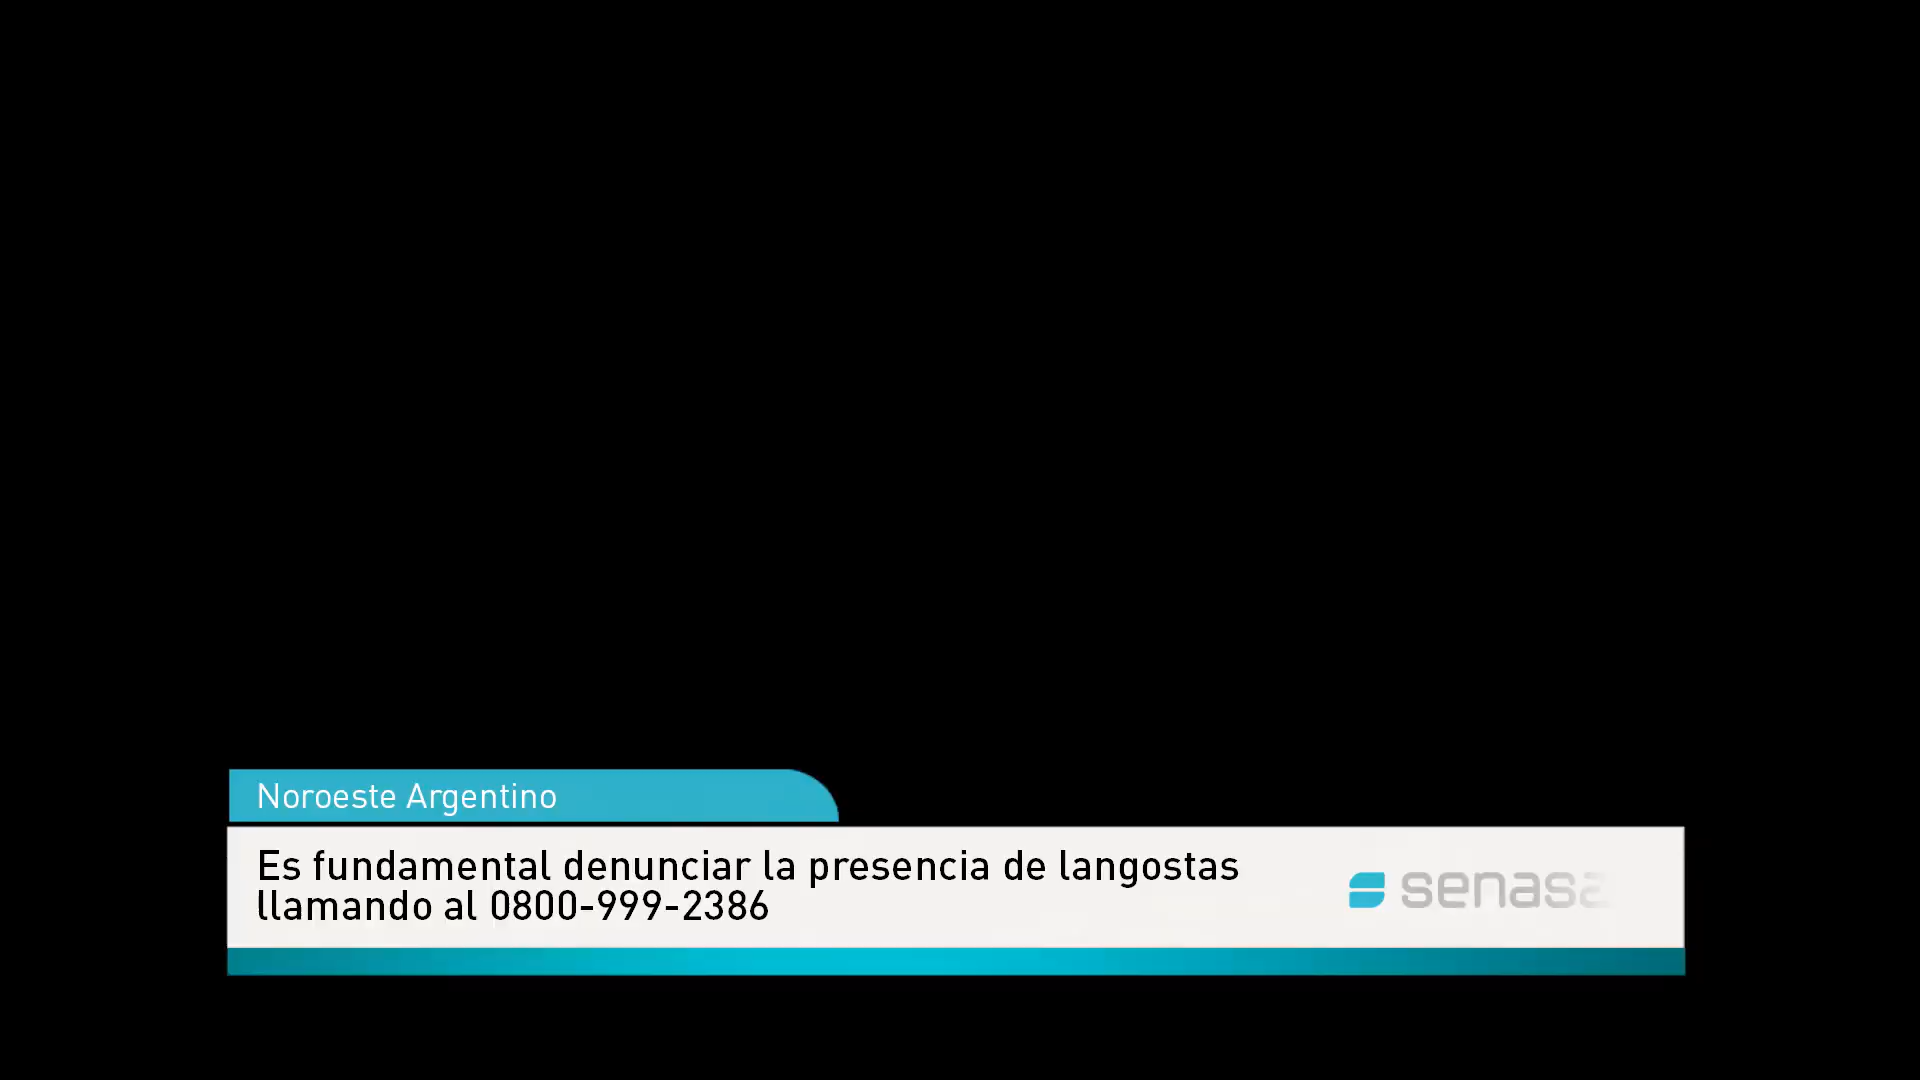 Noroeste Argentino
Es fundamental denunciar la presencia de langostas
llamando al 0800-999-2386
senasa